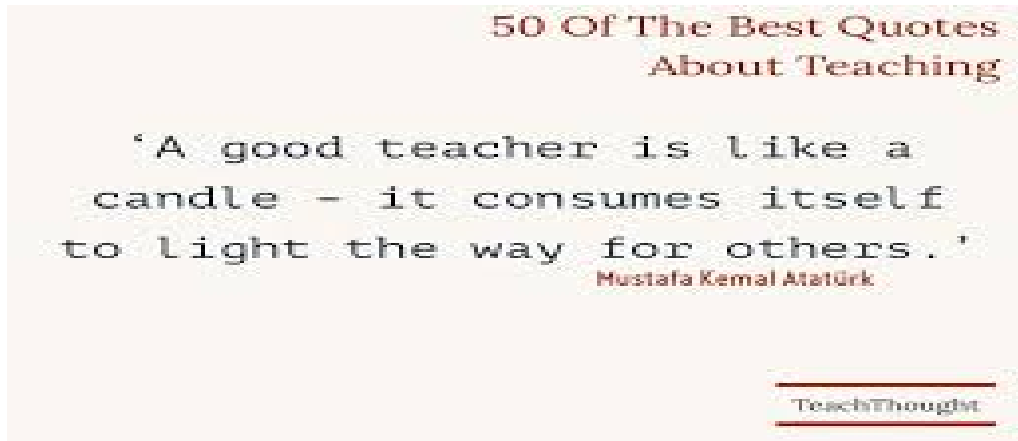 50 Of The Best Quotes
About Teaching
‘A good teacher is like a
candle – it consumes itself
to light the way for others.’
Mustafa Kemal Atatürk
TeachThought